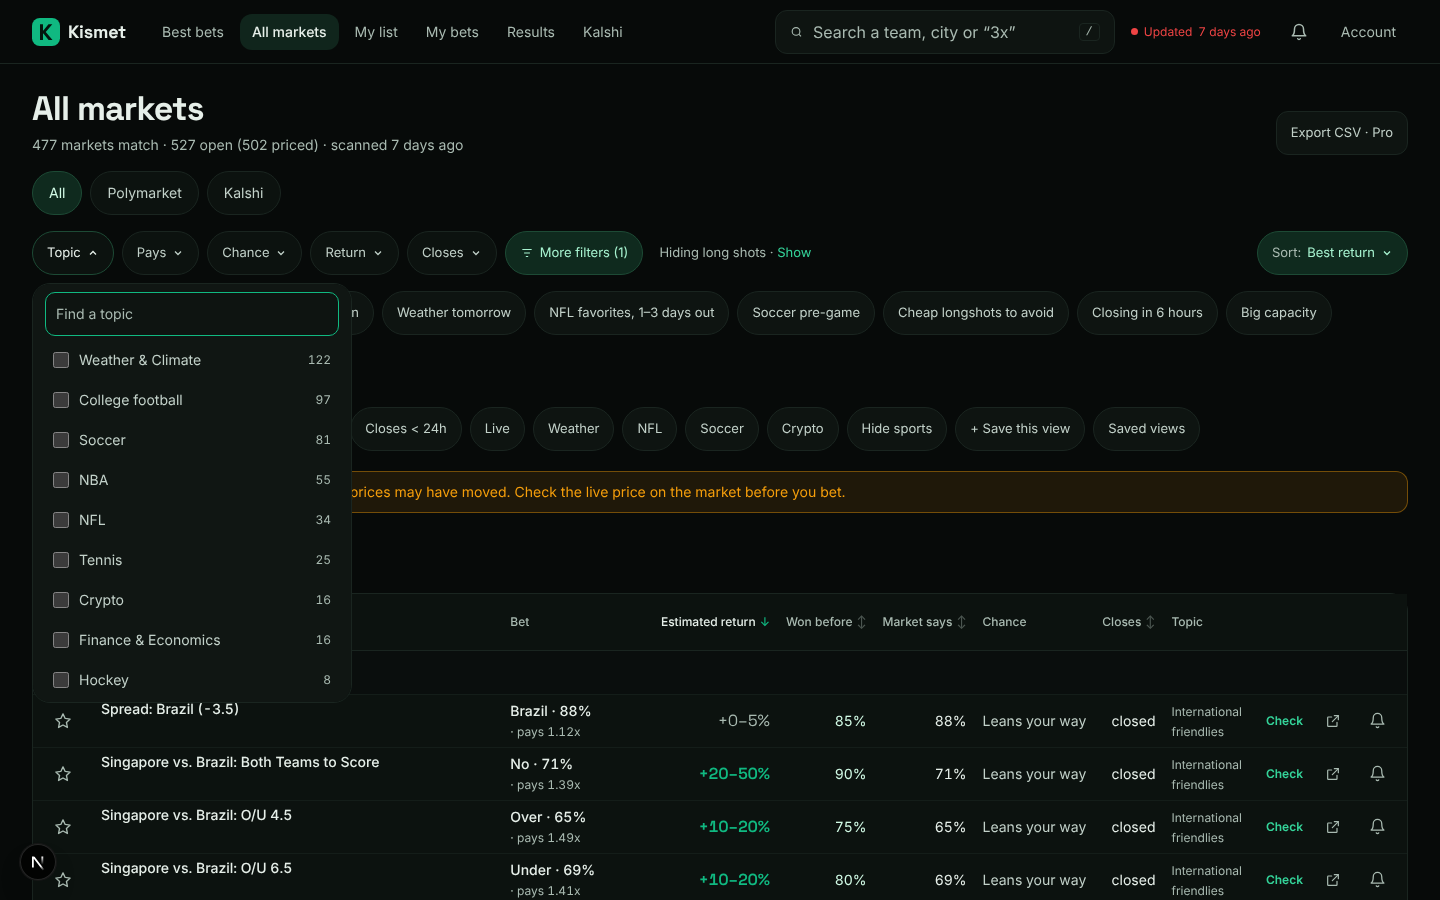 K Kismet
Best bets
All markets
My list
My bets
Results
Kalshi
Search a team, city or “3x”
/
Updated 7 days ago
Account
All markets
477 markets match · 527 open (502 priced) · scanned 7 days ago
Export CSV · Pro
All
Polymarket
Kalshi
Topic
Pays
Chance
Return
Closes
More filters (1)
Hiding long shots · Show
Sort: Best return
Find a topic
Weather tomorrow
NFL favorites, 1–3 days out
Soccer pre-game
Cheap longshots to avoid
Closing in 6 hours
Big capacity
Weather & Climate 122
College football 97
Soccer 81
NBA 55
NFL 34
Tennis 25
Crypto 16
Finance & Economics 16
Hockey 8
Closes < 24h
Live
Weather
NFL
Soccer
Crypto
Hide sports
+ Save this view
Saved views
prices may have moved. Check the live price on the market before you bet.
Bet
Estimated return
Won before
Market says
Chance
Closes
Topic
Spread: Brazil (-3.5)
Brazil · 88%
· pays 1.12x
+0–5%
85%
88%
Leans your way
closed
International
friendlies
Check
Singapore vs. Brazil: Both Teams to Score
No · 71%
· pays 1.39x
+20–50%
90%
71%
Leans your way
closed
International
friendlies
Check
Singapore vs. Brazil: O/U 4.5
Over · 65%
· pays 1.49x
+10–20%
75%
65%
Leans your way
closed
International
friendlies
Check
Singapore vs. Brazil: O/U 6.5
Under · 69%
· pays 1.41x
+10–20%
80%
69%
Leans your way
closed
International
friendlies
Check
N